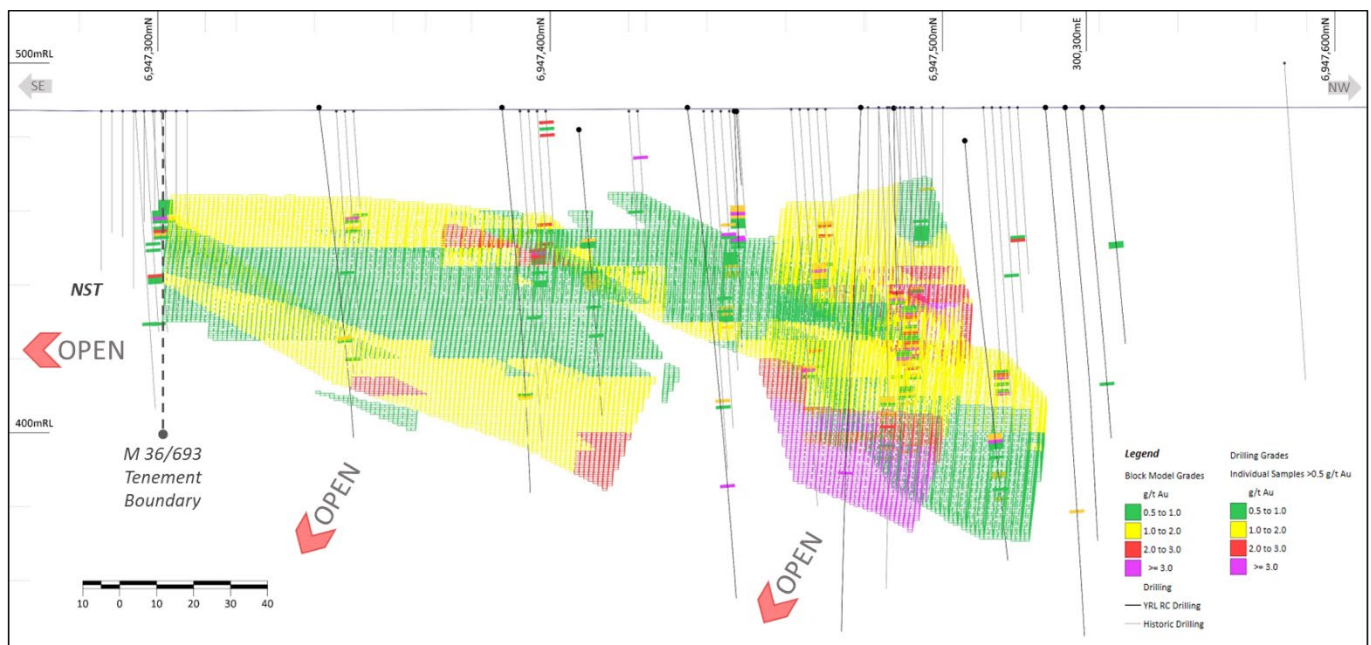 500mRL
6,947,300mN
6,947,400mN
6,947,500mN
300,300mE
6,947,600mN
SE
NW
NST
OPEN
400mRL
M 36/693
Tenement
Boundary
OPEN
OPEN
10 0 10 20 30 40
Legend
Block Model Grades
g/t Au
0.5 to 1.0
1.0 to 2.0
2.0 to 3.0
>= 3.0
Drilling
YRL RC Drilling
Historic Drilling
Drilling Grades
Individual Samples >0.5 g/t Au
g/t Au
0.5 to 1.0
1.0 to 2.0
2.0 to 3.0
>= 3.0